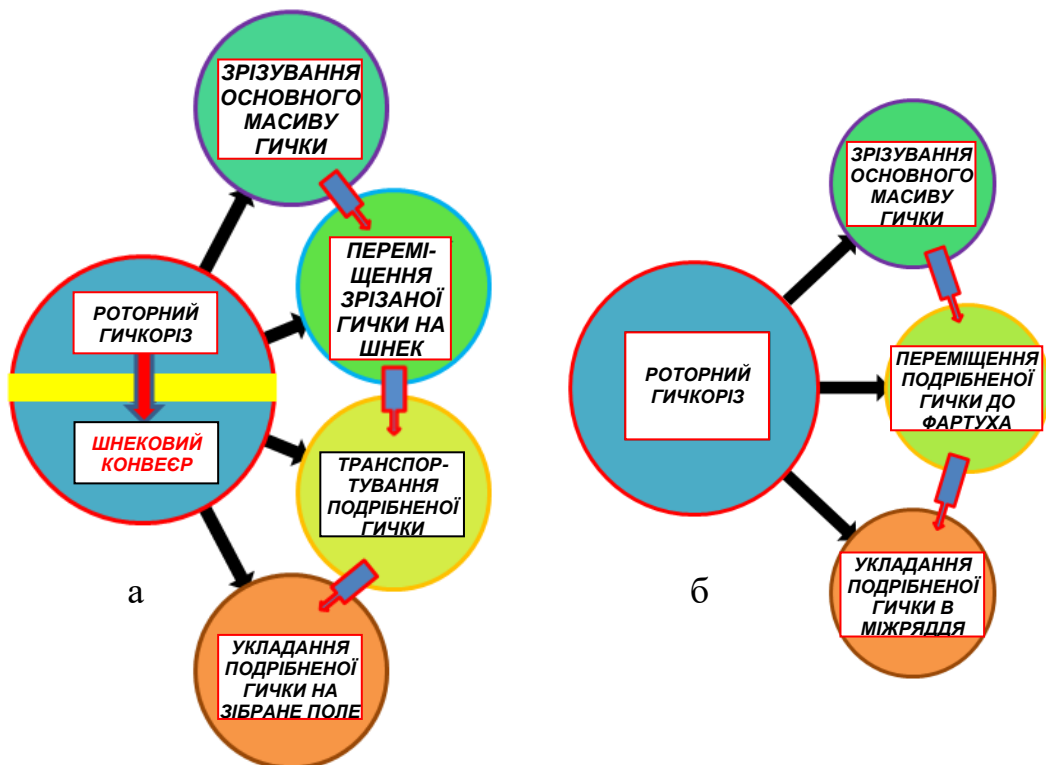 ЗРІЗУВАННЯ
ОСНОВНОГО
МАСИВУ
ГИЧКИ
ПЕРЕМІ-
ЩЕННЯ
ЗРІЗАНОЇ
ГИЧКИ НА
ШНЕК
РОТОРНИЙ
ГИЧКОРІЗ
ШНЕКОВИЙ
КОНВЕЄР
ТРАНСПОР-
ТУВАННЯ
ПОДРІБНЕНОЇ
ГИЧКИ
УКЛАДАННЯ
ПОДРІБНЕНОЇ
ГИЧКИ НА
ЗІБРАНЕ ПОЛЕ
а
ЗРІЗУВАННЯ
ОСНОВНОГО
МАСИВУ
ГИЧКИ
РОТОРНИЙ
ГИЧКОРІЗ
ПЕРЕМІЩЕННЯ
ПОДРІБНЕНОЇ
ГИЧКИ ДО
ФАРТУХА
УКЛАДАННЯ
ПОДРІБНЕНОЇ
ГИЧКИ В
МІЖРЯДДЯ
б